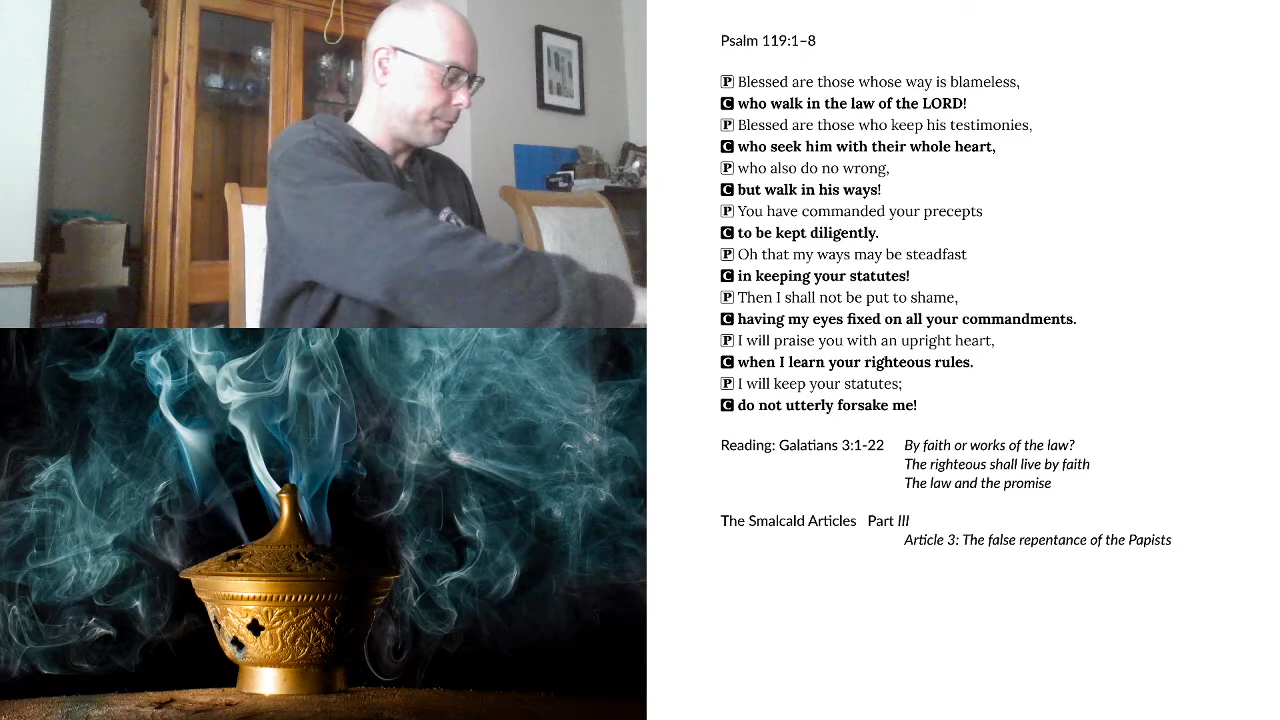 Psalm 119:1–8
P Blessed are those whose way is blameless,
C who walk in the law of the LORD!
P Blessed are those who keep his testimonies,
C who seek him with their whole heart,
P who also do no wrong,
C but walk in his ways!
P You have commanded your precepts
C to be kept diligently.
P Oh that my ways may be steadfast
C in keeping your statutes!
P Then I shall not be put to shame,
C having my eyes fixed on all your commandments.
P I will praise you with an upright heart,
C when I learn your righteous rules.
P I will keep your statutes;
C do not utterly forsake me!
Reading: Galatians 3:1-22 By faith or works of the law?
The righteous shall live by faith
The law and the promise
The Smalcald Articles Part III
Article 3: The false repentance of the Papists